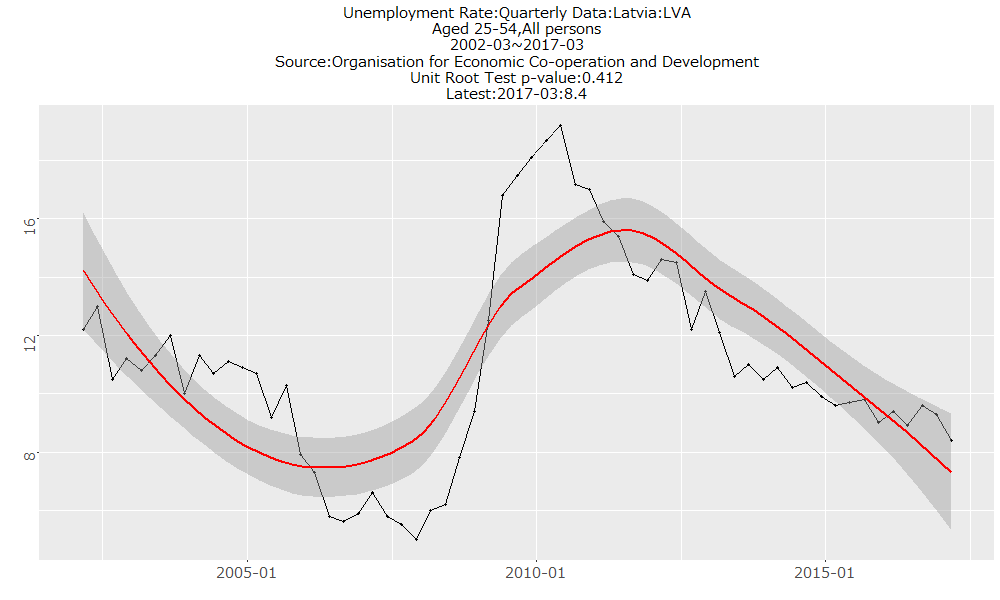 Unemployment Rate:Quarterly Data:Latvia:LVA
Aged 25-54,All persons
2002-03~2017-03
Source:Organisation for Economic Co-operation and Development
Unit Root Test p-value:0.412
Latest:2017-03:8.4
16
12
8
2005-01
2010-01
2015-01